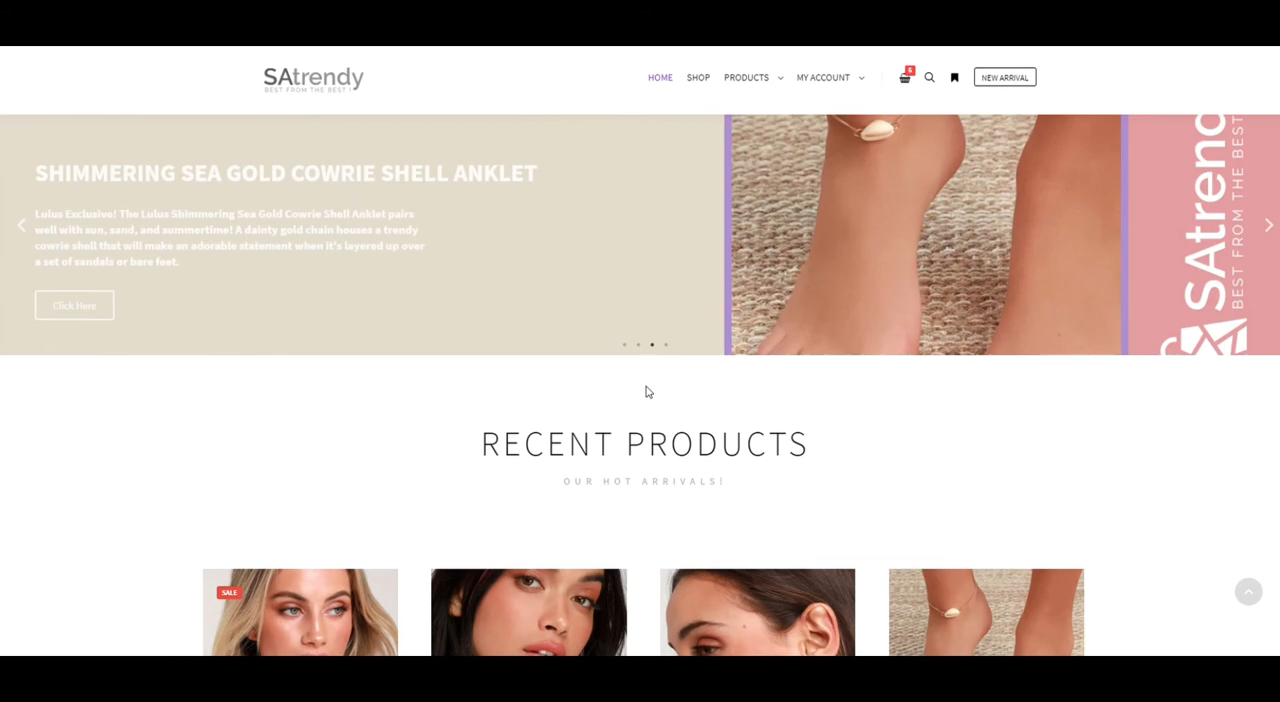 SAtrendy
BEST FROM THE BEST !
HOME SHOP PRODUCTS MY ACCOUNT 6 NEW ARRIVAL
SHIMMERING SEA GOLD COWRIE SHELL ANKLET
Lulus Exclusive! The Lulus Shimmering Sea Gold Cowrie Shell Anklet pairs
well with sun, sand, and summertime! A dainty gold chain houses a trendy
cowrie shell that will make an adorable statement when it's layered up over
a set of sandals or bare feet.
Click Here
SAtrend
BEST FROM THE BEST
RECENT PRODUCTS
OUR HOT ARRIVALS!
SALE